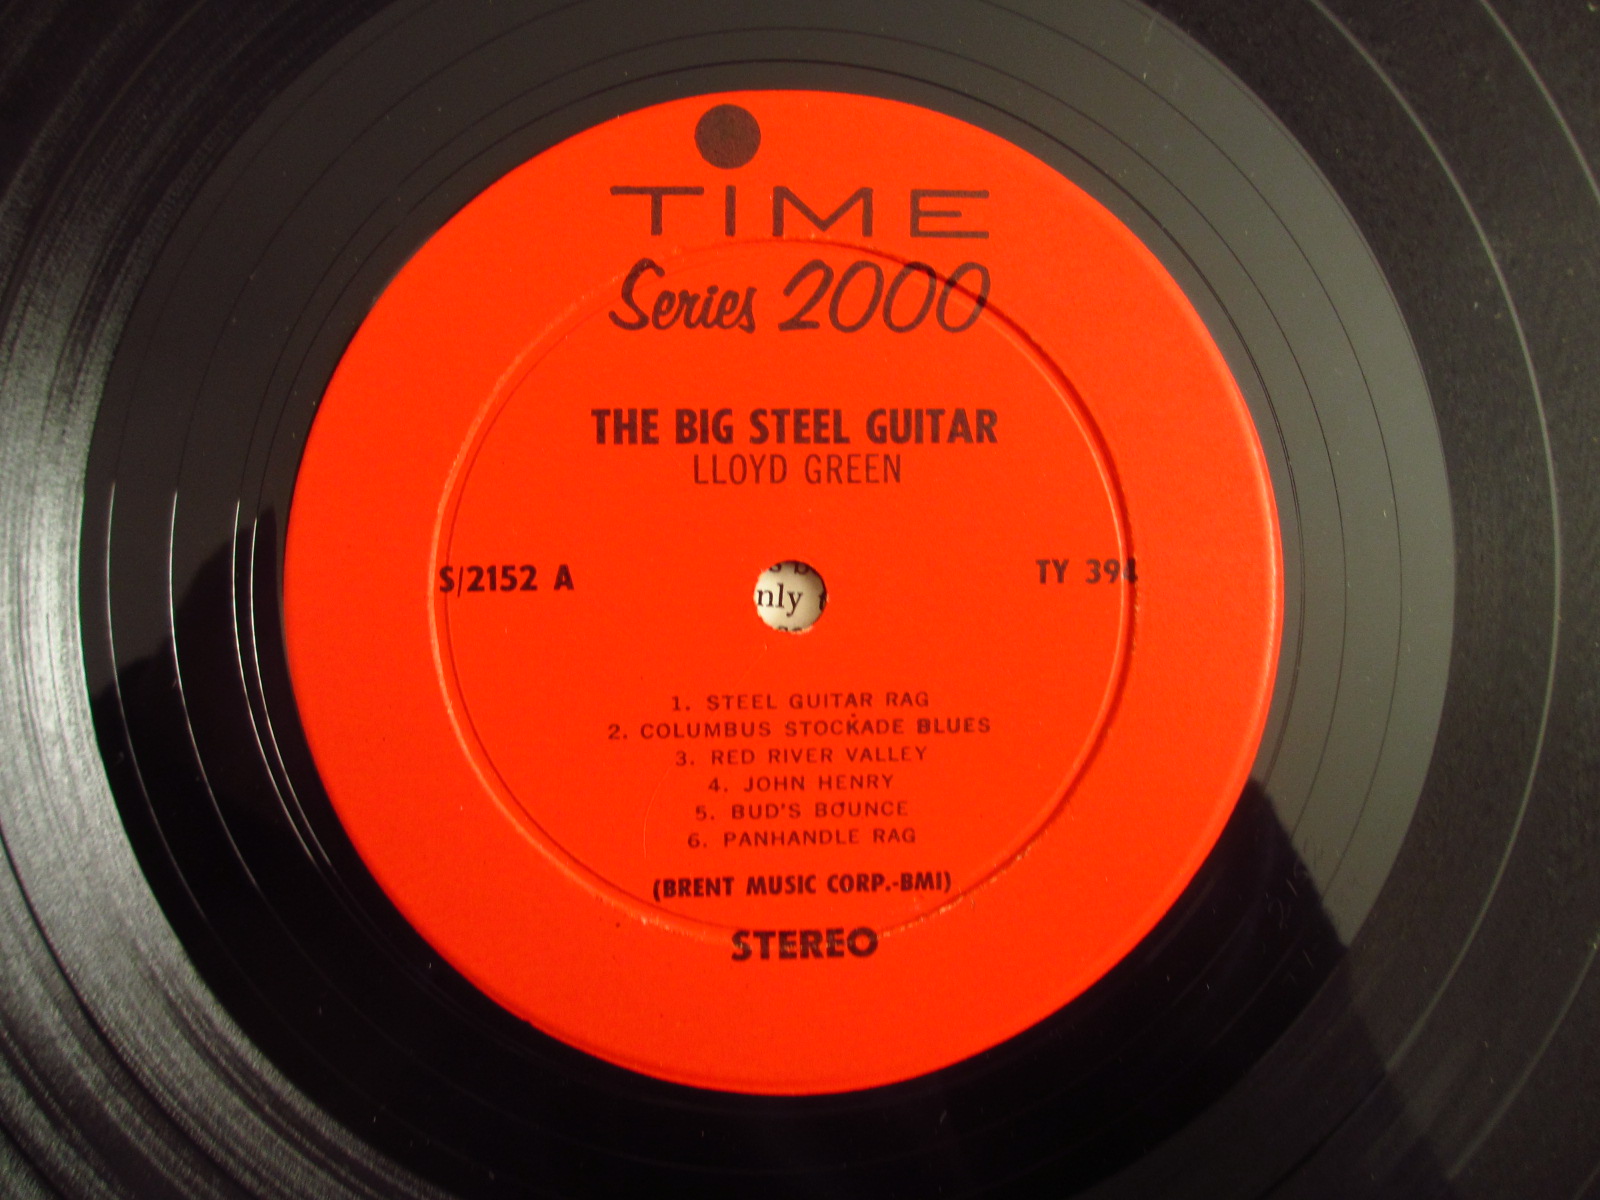 TIME
Series 2000
THE BIG STEEL GUITAR
LLOYD GREEN
S/2152 A
TY 394
nly
1. STEEL GUITAR RAG
2. COLUMBUS STOCKADE BLUES
3. RED RIVER VALLEY
4. JOHN HENRY
5. BUD'S BOUNCE
6. PANHANDLE RAG
(BRENT MUSIC CORP.-BMI)
STEREO